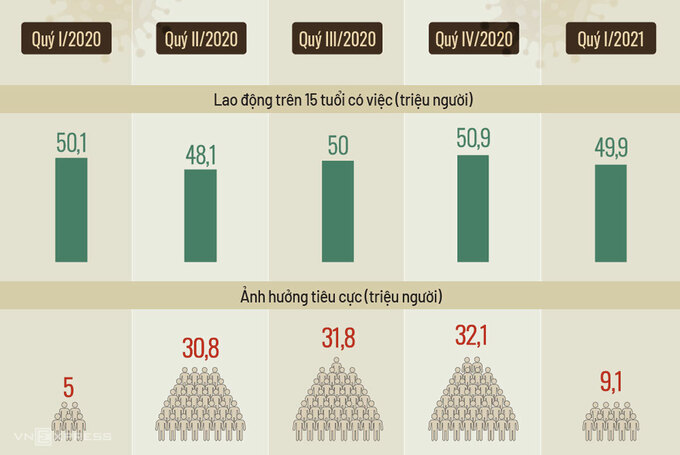 Quý I/2020 Quý II/2020 Quý III/2020 Quý IV/2020 Quý I/2021
Lao động trên 15 tuổi có việc (triệu người)
50,1 48,1 50 50,9 49,9
Ảnh hưởng tiêu cực (triệu người)
5 30,8 31,8 32,1 9,1
VNEXPRESS